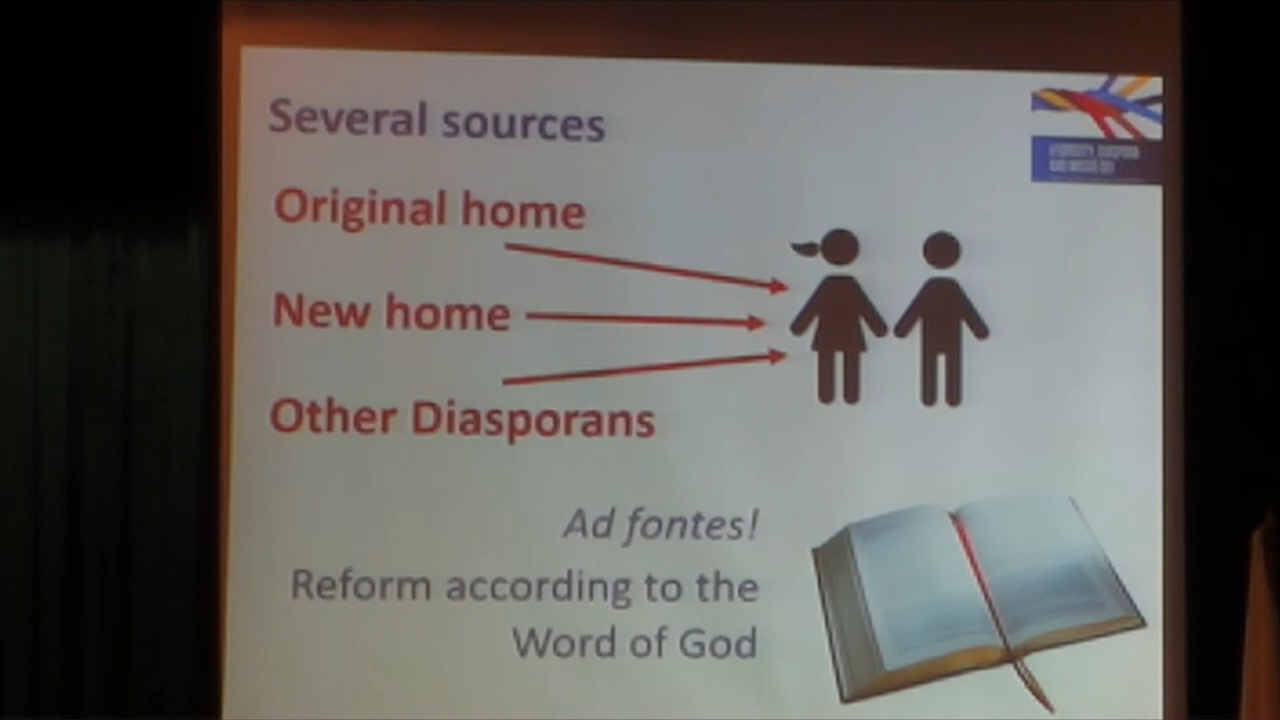 Several sources
Original home
New home
Other Diasporans
Ad fontes!
Reform according to the
Word of God